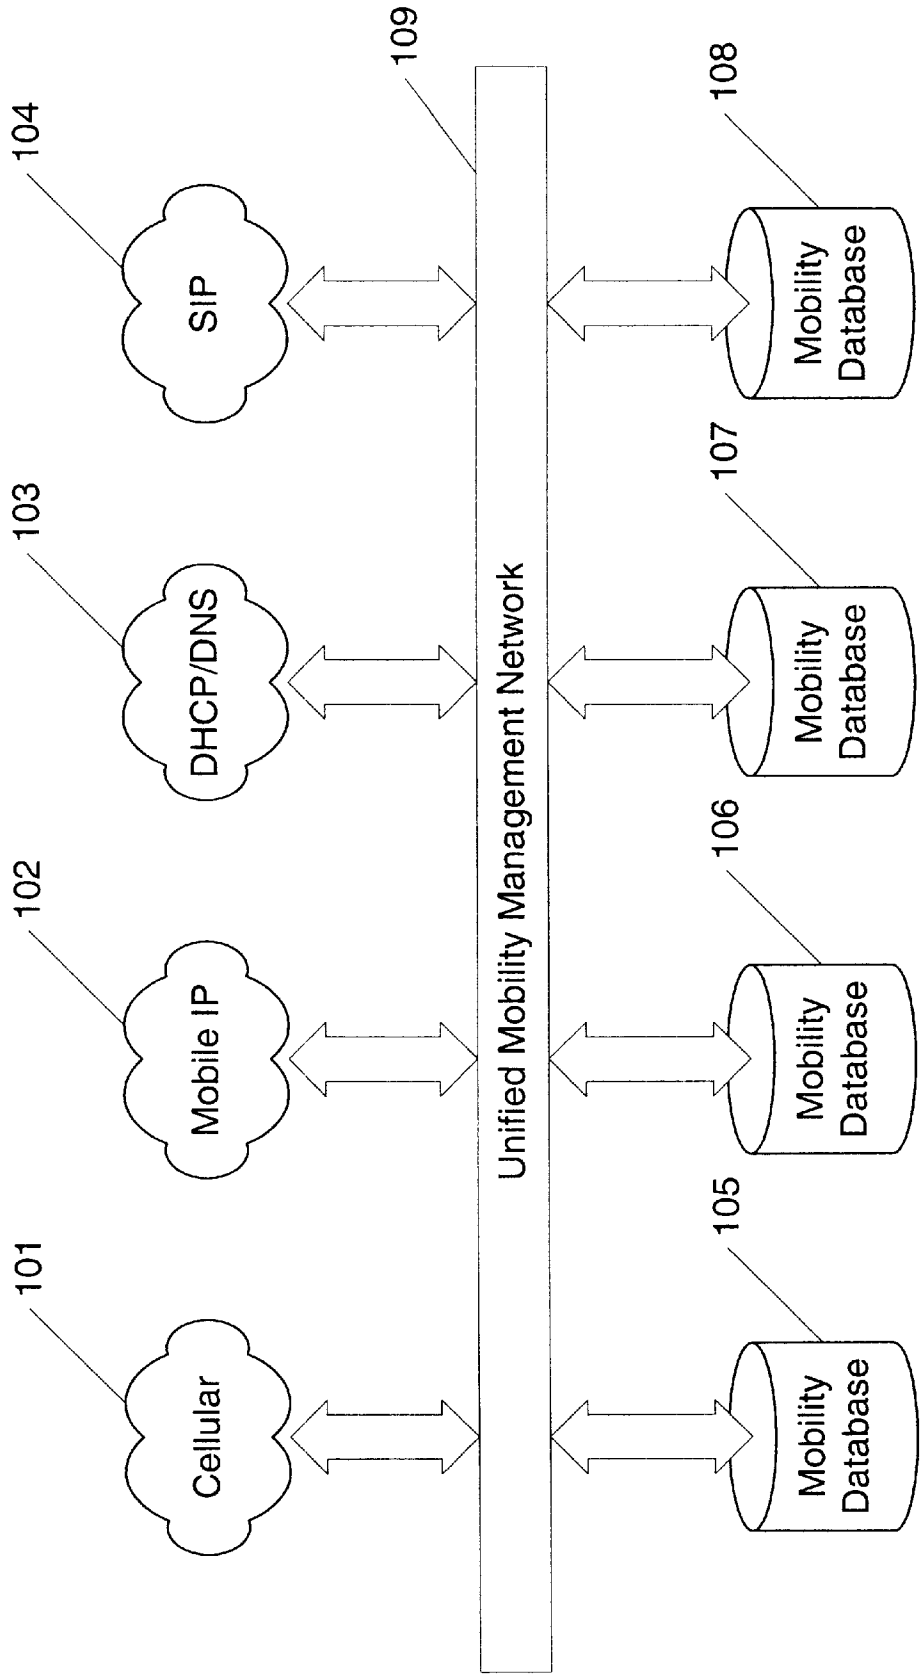 101
102
103
104
Cellular
Mobile IP
DHCP/DNS
SIP
109
Unified Mobility Management Network
105
106
107
108
Mobility
Database
Mobility
Database
Mobility
Database
Mobility
Database